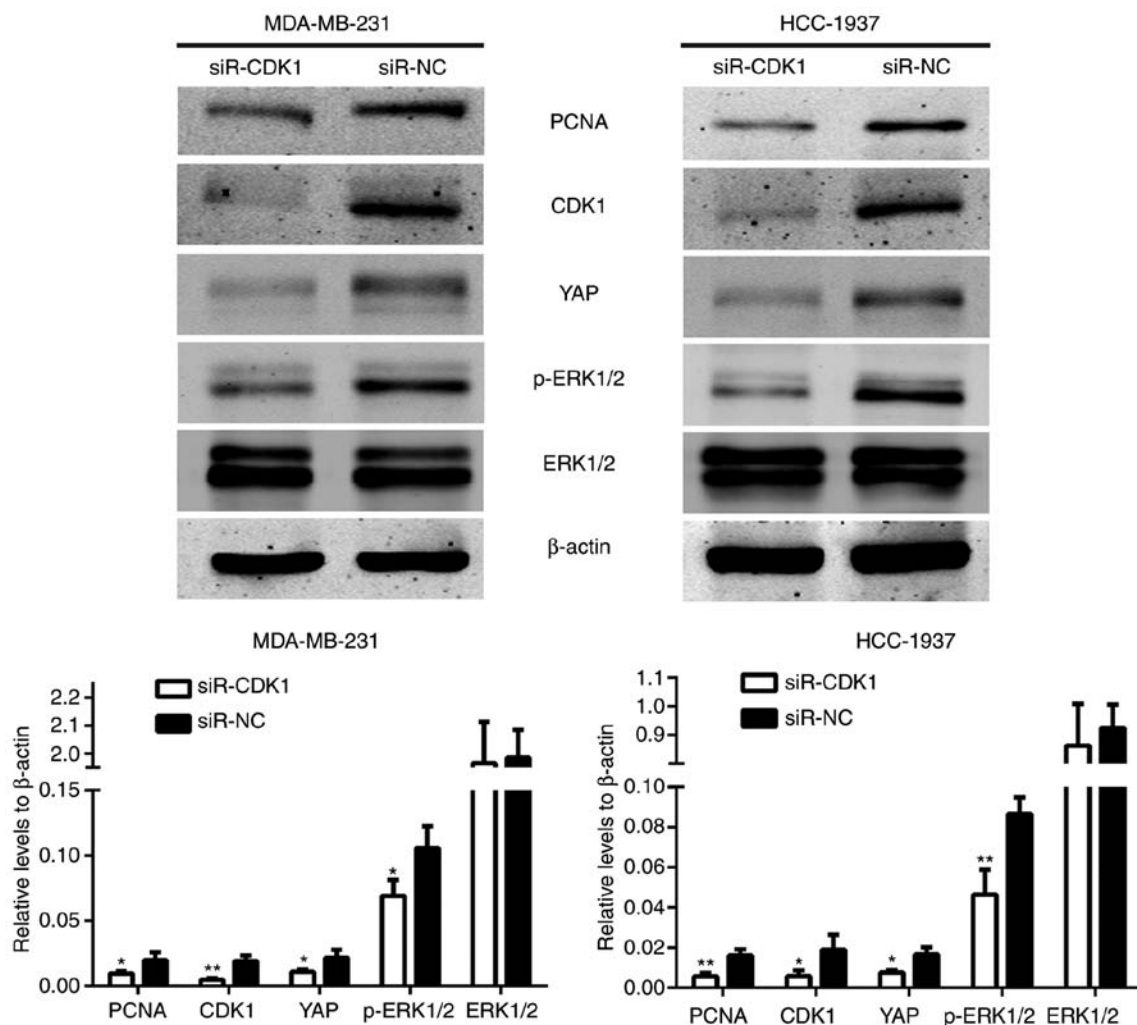 MDA-MB-231
HCC-1937
siR-CDK1 siR-NC
siR-CDK1 siR-NC
PCNA
CDK1
YAP
p-ERK1/2
ERK1/2
β-actin
MDA-MB-231
siR-CDK1
siR-NC
Relative levels to β-actin
2.2
2.1
2.0
0.15
0.10
0.05
0.00
* ** * *
PCNA CDK1 YAP p-ERK1/2 ERK1/2
HCC-1937
siR-CDK1
siR-NC
Relative levels to β-actin
1.1
1.0
0.9
0.10
0.08
0.06
0.04
0.02
0.00
** * * **
PCNA CDK1 YAP p-ERK1/2 ERK1/2